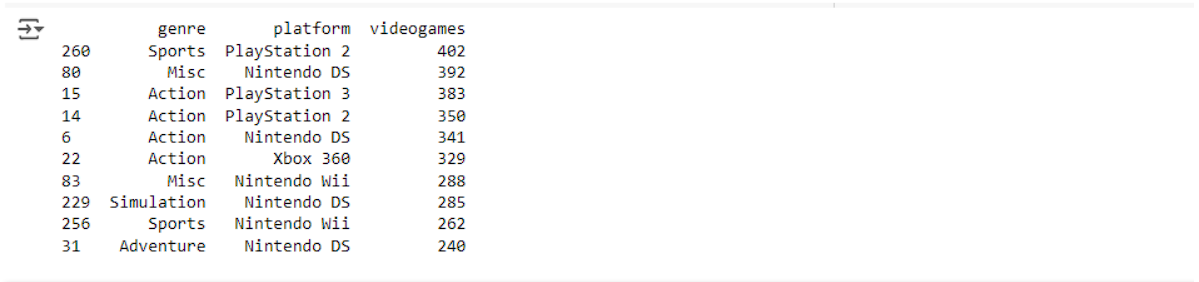 genre platform videogames
260 Sports PlayStation 2 402
80 Misc Nintendo DS 392
15 Action PlayStation 3 383
14 Action PlayStation 2 350
6 Action Nintendo DS 341
22 Action Xbox 360 329
83 Misc Nintendo Wii 288
229 Simulation Nintendo DS 285
256 Sports Nintendo Wii 262
31 Adventure Nintendo DS 240